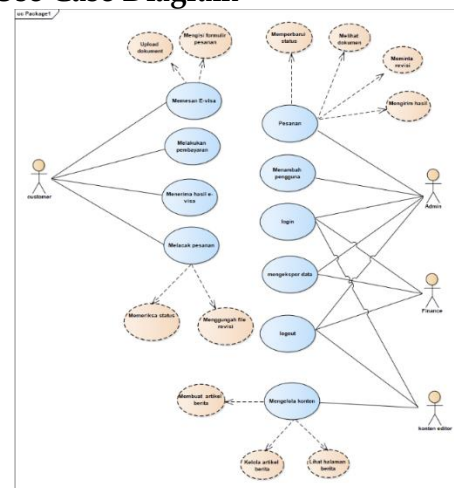 Use Case Diagram
uc Package1
Upload
dokument
Mengisi formulir
pesanan
Memesan E-visa
Melakukan
pembayaran
Menerima hasil e-
visa
Melacak pesanan
customer
Memeriksa status
Menggungah file
revisi
Memperbarui
status
Melihat
dokumen
Meminta
revisi
Mengirim hasil
Pesanan
Menambah
pengguna
login
mengekspor data
logout
Admin
Finance
konten editor
Membuat artikel
berita
Mengelola konten
Kelola artikel
berita
Lihat halaman
berita